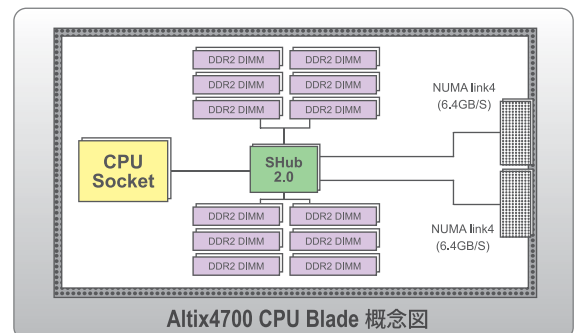 DDR2 DIMM DDR2 DIMM
DDR2 DIMM DDR2 DIMM
DDR2 DIMM DDR2 DIMM
NUMA link4
(6.4GB/S)
CPU
Socket
SHub
2.0
DDR2 DIMM DDR2 DIMM
DDR2 DIMM DDR2 DIMM
DDR2 DIMM DDR2 DIMM
NUMA link4
(6.4GB/S)
Altix4700 CPU Blade 概念図